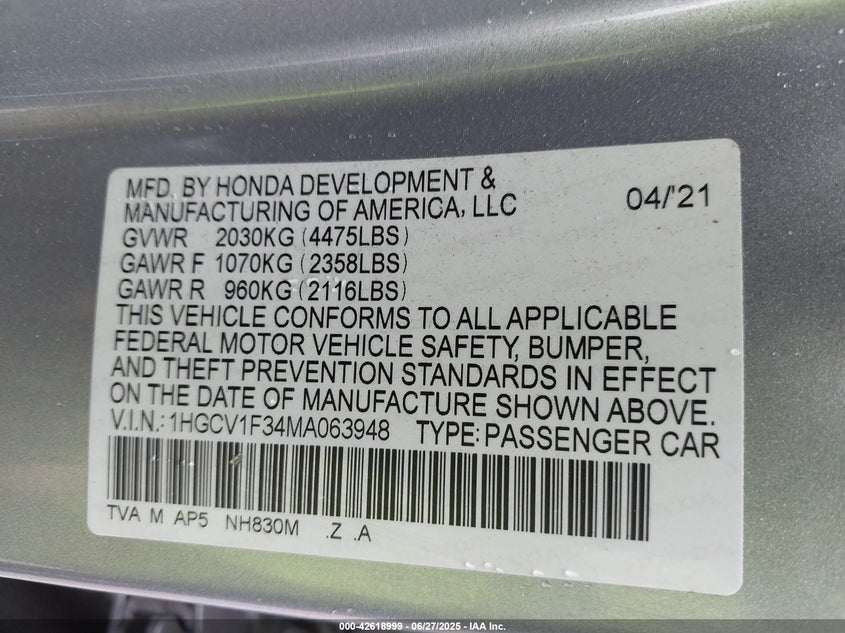 MFD. BY HONDA DEVELOPMENT &
MANUFACTURING OF AMERICA, LLC 04/'21
GVWR 2030KG (4475LBS)
GAWR F 1070KG (2358LBS)
GAWR R 960KG (2116LBS)
THIS VEHICLE CONFORMS TO ALL APPLICABLE
FEDERAL MOTOR VEHICLE SAFETY, BUMPER,
AND THEFT PREVENTION STANDARDS IN EFFECT
ON THE DATE OF MANUFACTURE SHOWN ABOVE.
V.I.N.: 1HGCV1F34MA063948 TYPE: PASSENGER CAR
TVA M AP5 NH830M .Z .A
000-42618999 - 06/27/2025 - IAA Inc.